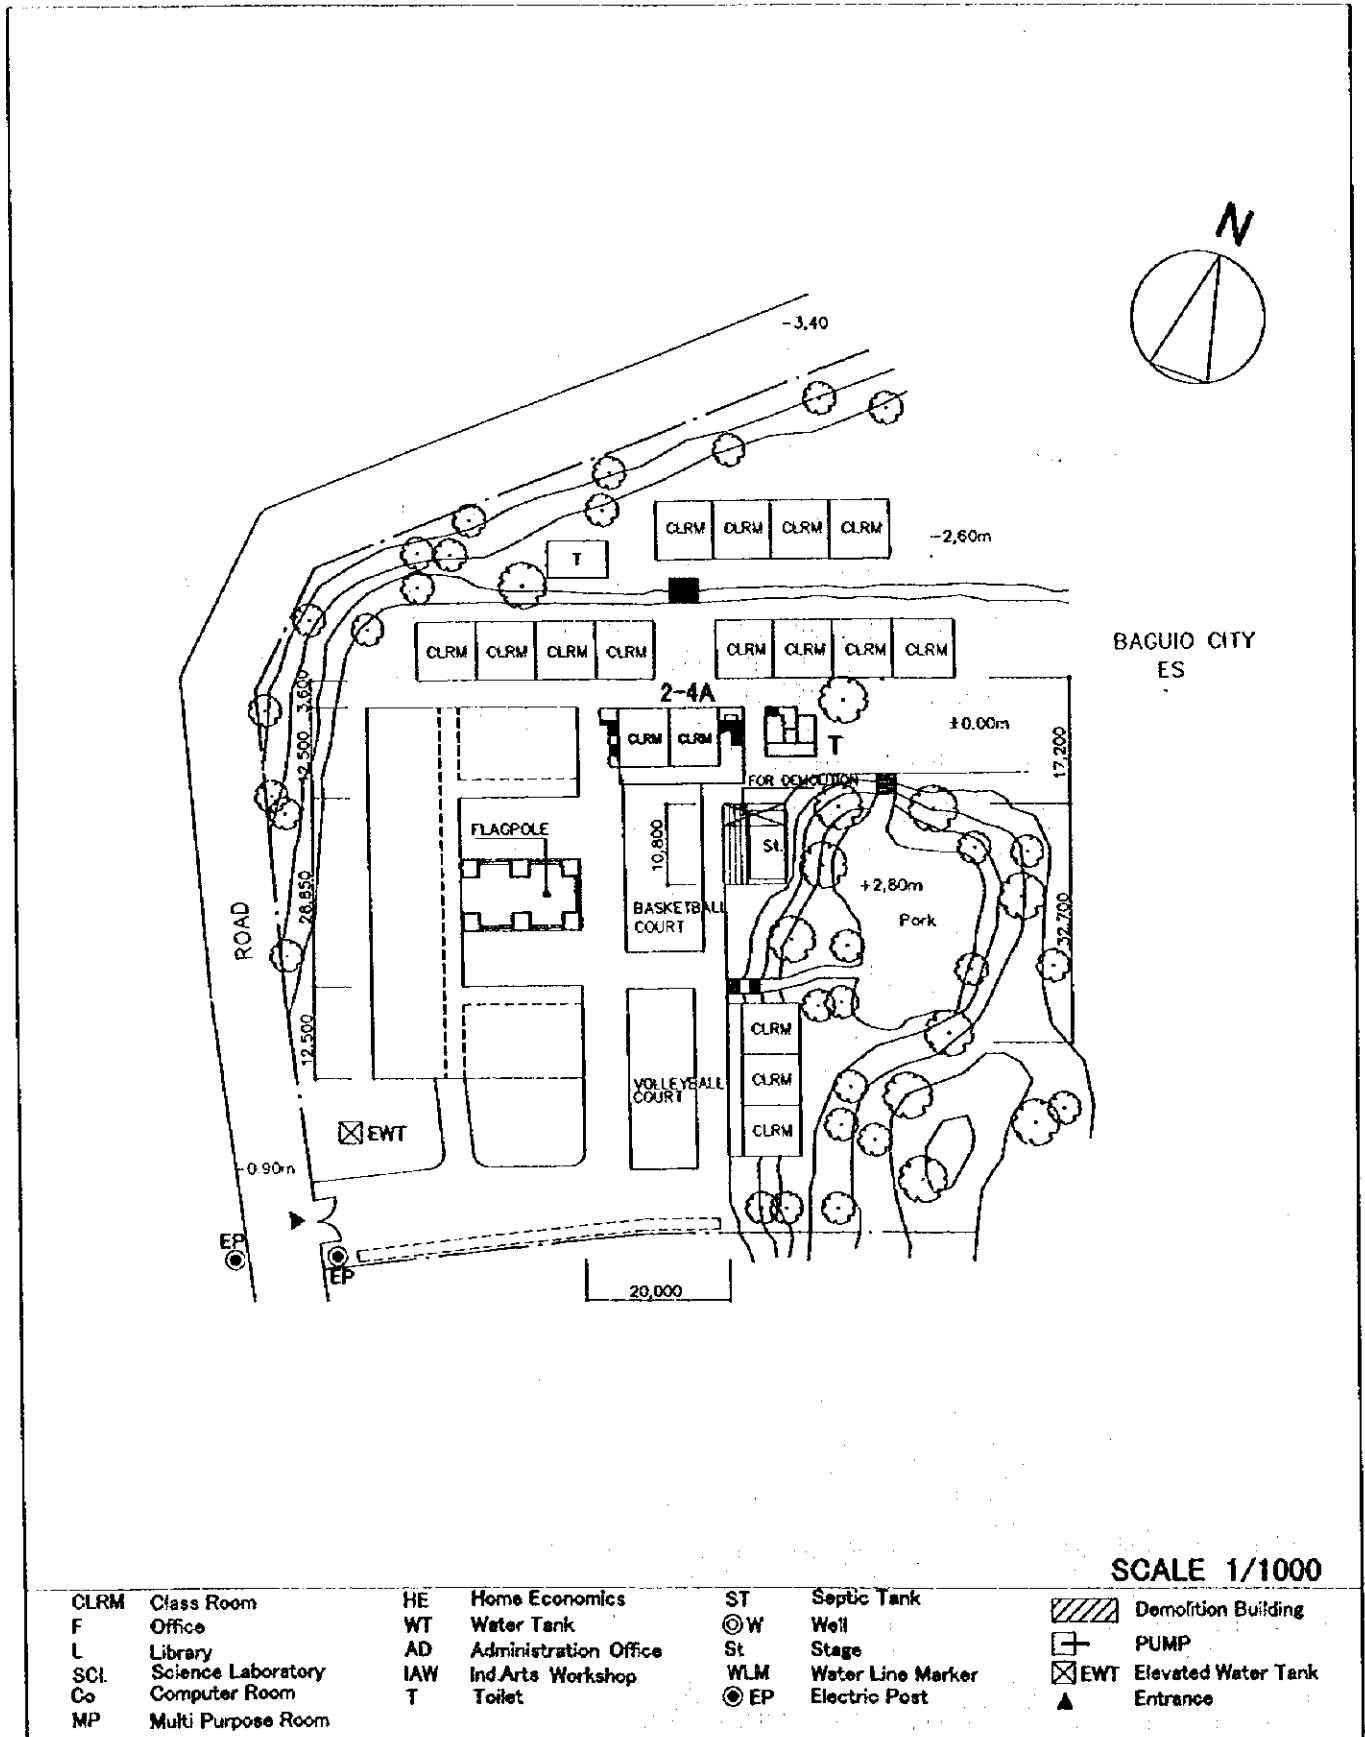 N
-3.40
CLRM CLRM CLRM CLRM
-2,60m
T
CLRM CLRM CLRM CLRM
CLRM CLRM CLRM CLRM
BAGUIO CITY
ES
3,600
2-4A
CLRM CLRM
T
±0.00m
17,200
12,500
FOR DEMOLITION
FLAGPOLE
10,800
St.
+2,80m
Pork
BASKETBALL
COURT
28,850
ROAD
32,700
12,500
CLRM
CLRM
CLRM
VOLLEYBALL
COURT
EWT
-0.90m
EP
EP
20,000
SCALE 1/1000
CLRM Class Room
F Office
L Library
SCI. Science Laboratory
Co Computer Room
MP Multi Purpose Room
HE Home Economics
WT Water Tank
AD Administration Office
IAW Ind.Arts Workshop
T Toilet
ST Septic Tank
W Well
St Stage
WLM Water Line Marker
EP Electric Post
Demolition Building
PUMP
EWT Elevated Water Tank
Entrance